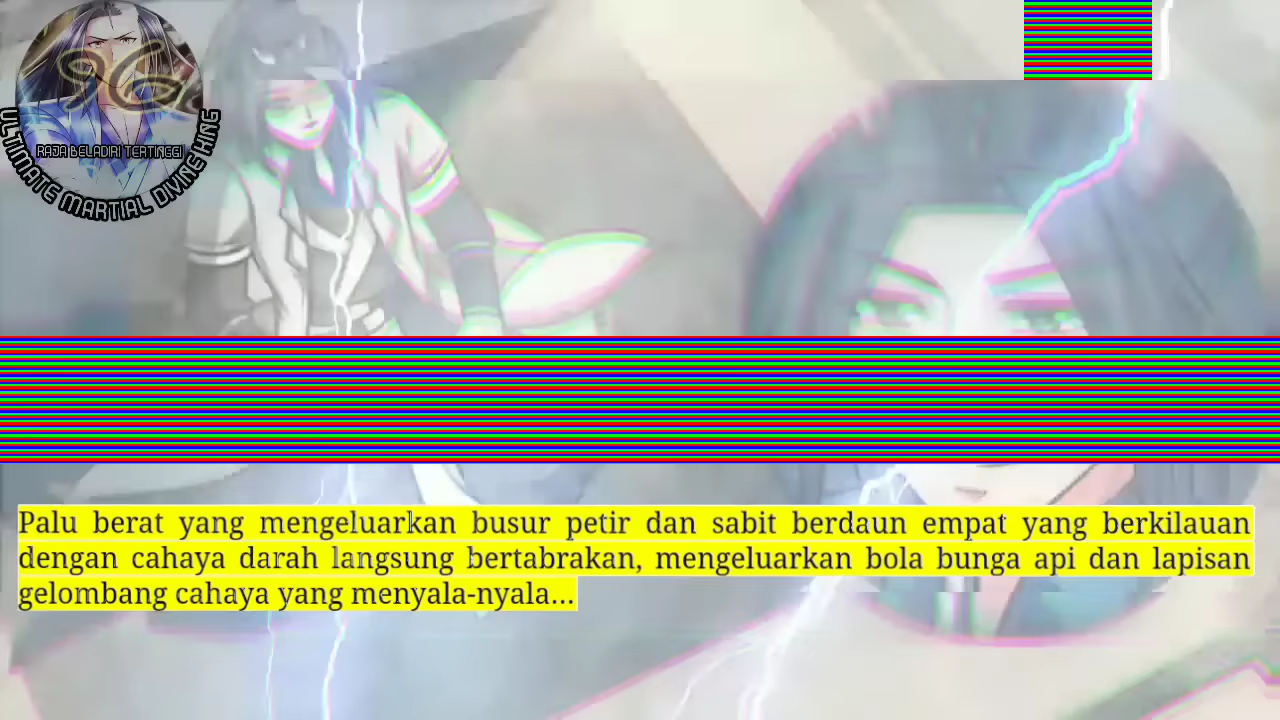 RAJA BELADIRI TERTINGGI
ULTIMATE MARTIAL DIVINE KING
Palu berat yang mengeluarkan busur petir dan sabit berdaun empat yang berkilauan
dengan cahaya darah langsung bertabrakan, mengeluarkan bola bunga api dan lapisan
gelombang cahaya yang menyala-nyala...